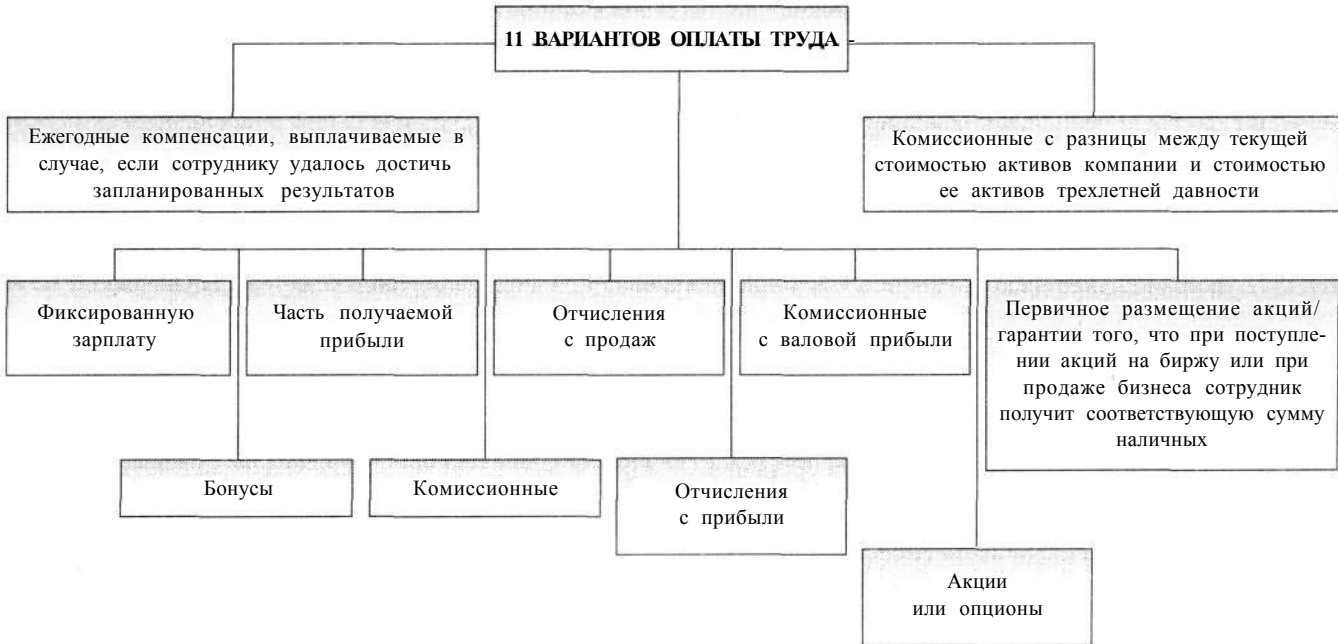 11 ВАРИАНТОВ ОПЛАТЫ ТРУДА
Ежегодные компенсации, выплачиваемые в
случае, если сотруднику удалось достичь
запланированных результатов
Комиссионные с разницы между текущей
стоимостью активов компании и стоимостью
ее активов трехлетней давности
Фиксированную
зарплату
Часть получаемой
прибыли
Отчисления
с продаж
Комиссионные
с валовой прибыли
Первичное размещение акций/
гарантии того, что при поступле-
нии акций на биржу или при
продаже бизнеса сотрудник
получит соответствующую сумму
наличных
Бонусы
Комиссионные
Отчисления
с прибыли
Акции
или опционы